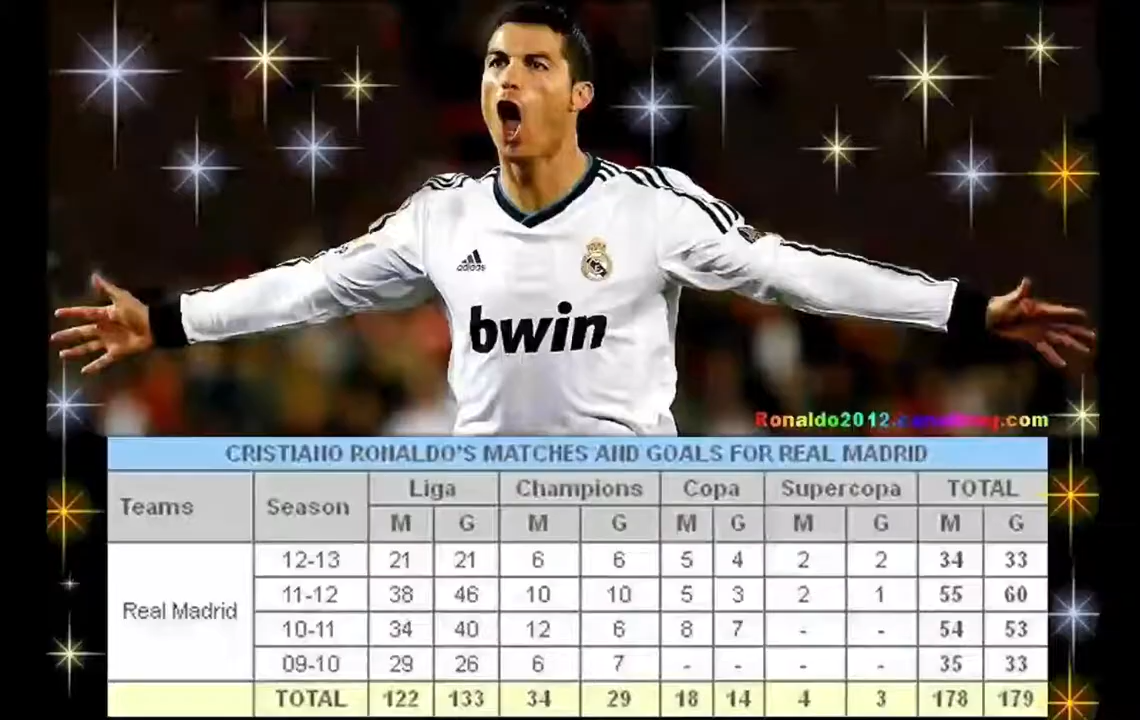 adidas
bwin
Ronaldo2012.
.com
CRISTIANO RONALDO'S MATCHES AND GOALS FOR REAL MADRID
Teams Season Liga Champions Copa Supercopa TOTAL
M G M G M G M G M G
12-13 21 21 6 6 5 4 2 2 34 33
11-12 38 46 10 10 5 3 2 1 55 60
Real Madrid
10-11 34 40 12 6 8 7 - - 54 53
09-10 29 26 6 7 - - - - 35 33
TOTAL 122 133 34 29 18 14 4 3 178 179